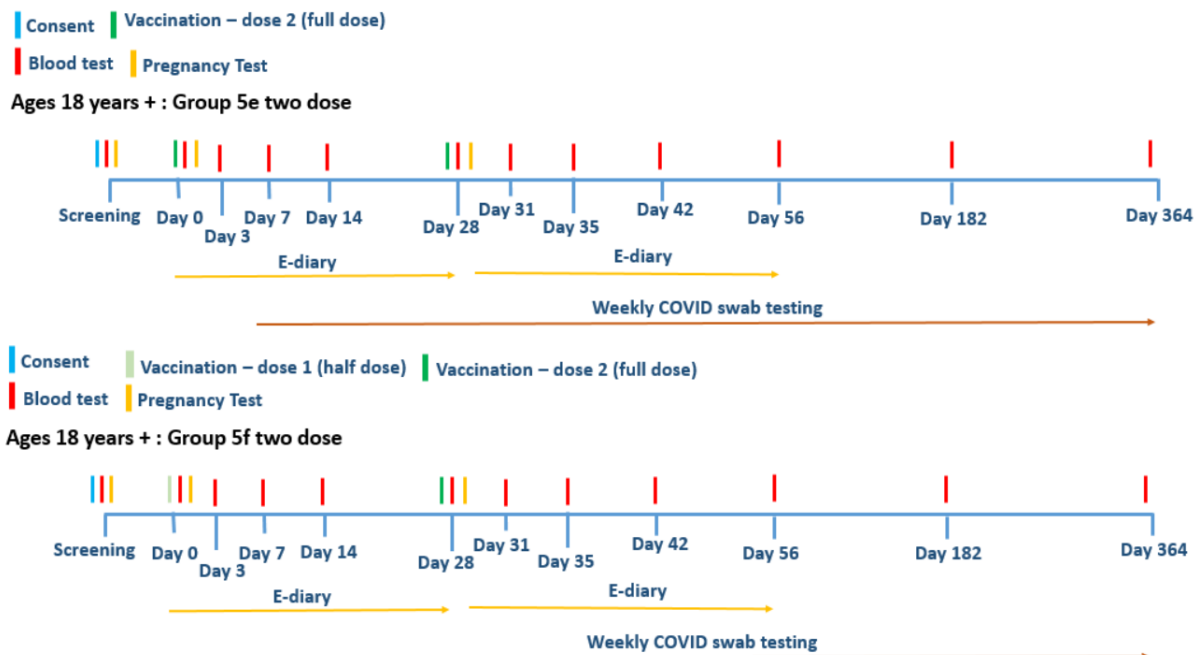 Consent Vaccination – dose 2 (full dose)
Blood test Pregnancy Test
Ages 18 years + : Group 5e two dose
Screening Day 0 Day 3 Day 7 Day 14 Day 28 Day 31 Day 35 Day 42 Day 56 Day 182 Day 364
E-diary E-diary
Weekly COVID swab testing
Consent Vaccination – dose 1 (half dose) Vaccination – dose 2 (full dose)
Blood test Pregnancy Test
Ages 18 years + : Group 5f two dose
Screening Day 0 Day 3 Day 7 Day 14 Day 28 Day 31 Day 35 Day 42 Day 56 Day 182 Day 364
E-diary E-diary
Weekly COVID swab testing